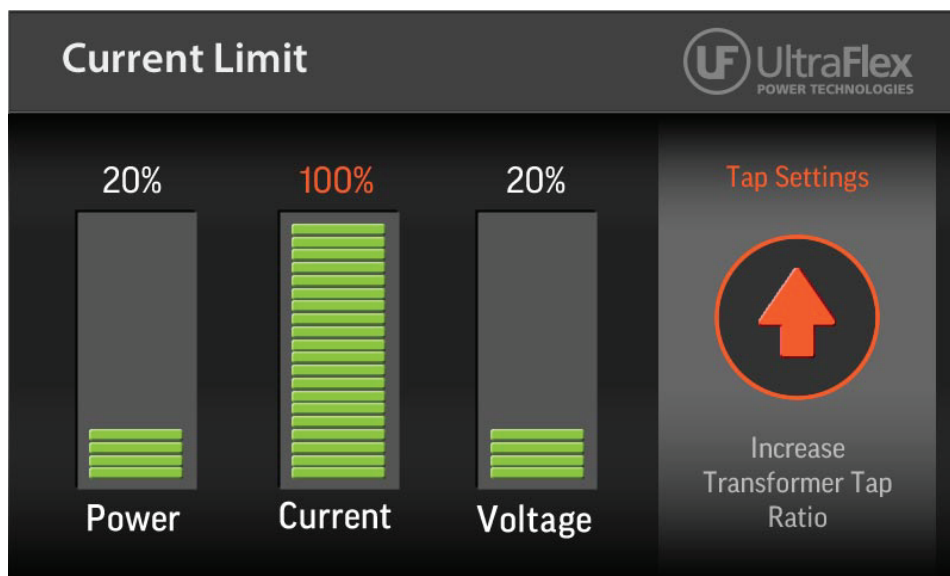 Current Limit
UF UltraFlex
POWER TECHNOLOGIES
20%
100%
20%
Tap Settings
Power
Current
Voltage
Increase
Transformer Tap
Ratio